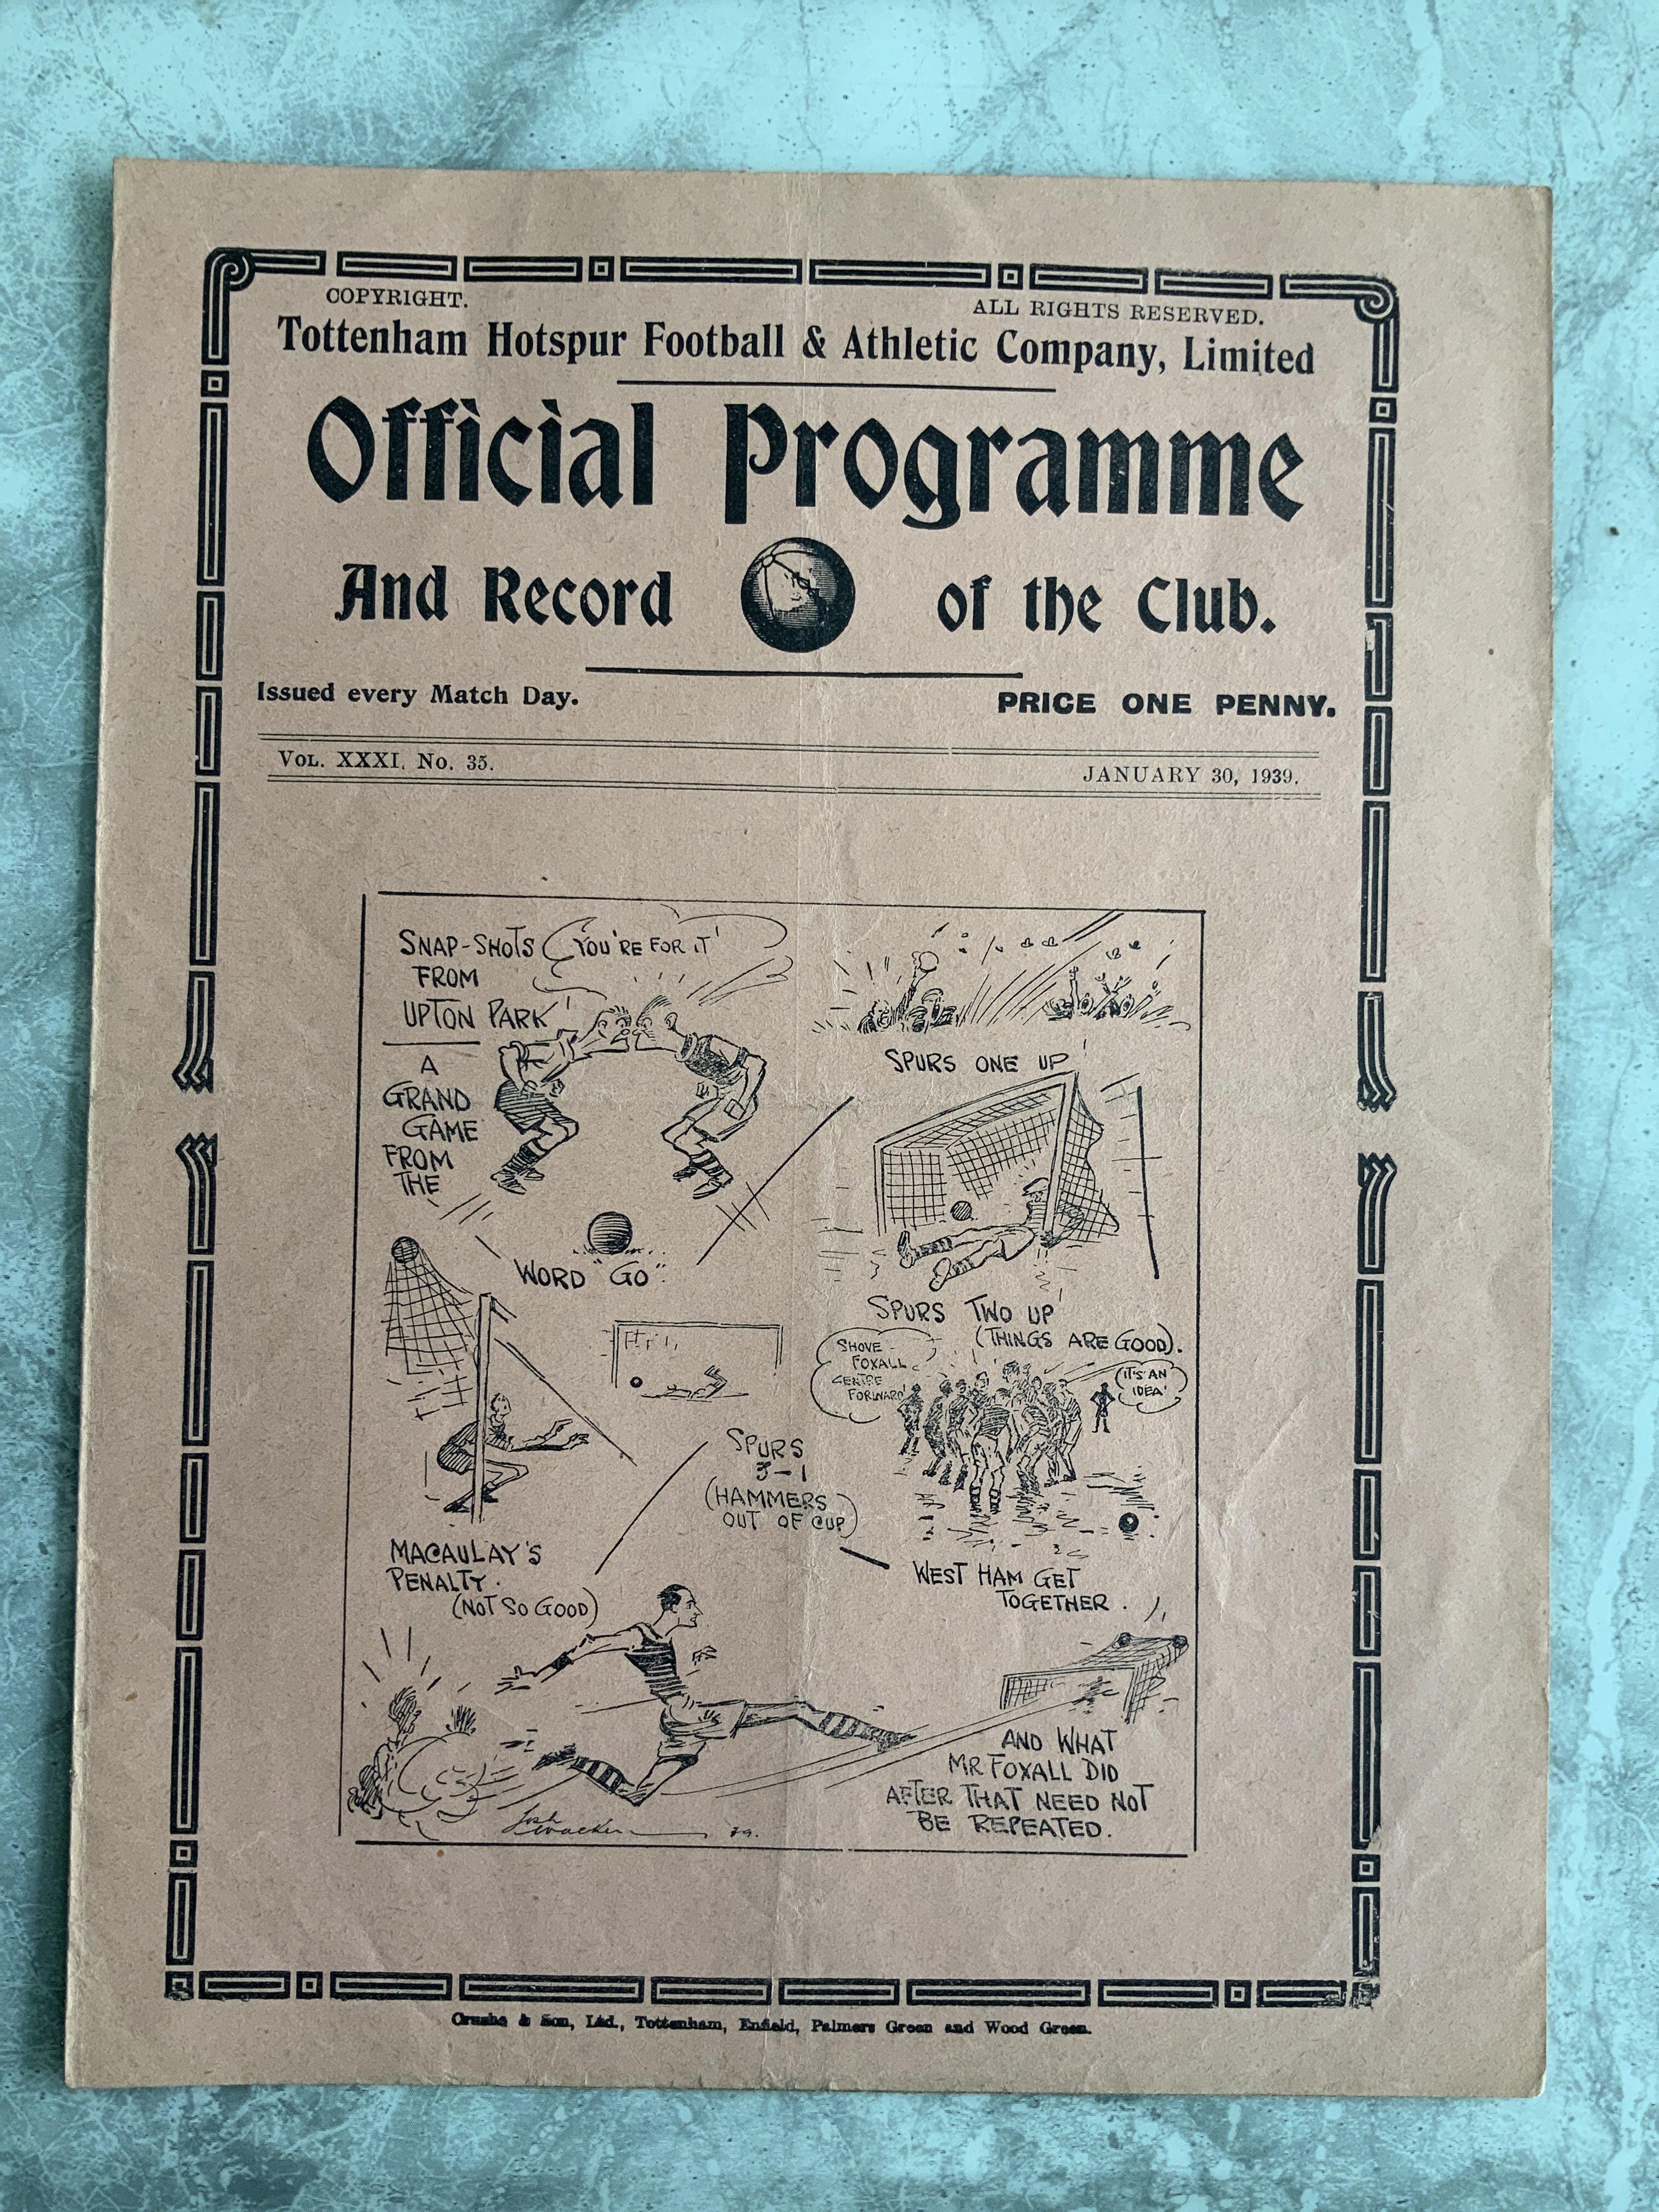 COPYRIGHT.
ALL RIGHTS RESERVED.
Tottenham Hotspur Football & Athletic Company, Limited
Official Programme
And Record of the Club.
Issued every Match Day.
PRICE ONE PENNY.
VOL. XXXI. No. 35.
JANUARY 30, 1939.
SNAP-SHOTS
FROM
UPTON PARK
'YOU'RE FOR IT'
A
GRAND
GAME
FROM
THE
WORD "GO".
SPURS ONE UP
SPURS TWO UP
(THINGS ARE GOOD).
MACAULAY'S
PENALTY.
(NOT SO GOOD)
SPURS
3-1
(HAMMERS
OUT OF CUP)
SHOVE
FOXALL
CENTRE
FORWARD
IT'S AN
IDEA'
WEST HAM GET
TOGETHER.
AND WHAT
MR FOXALL DID
AFTER THAT NEED NOT
BE REPEATED.
39.
Crusha & Son, Ltd., Tottenham, Enfield, Palmers Green and Wood Green.